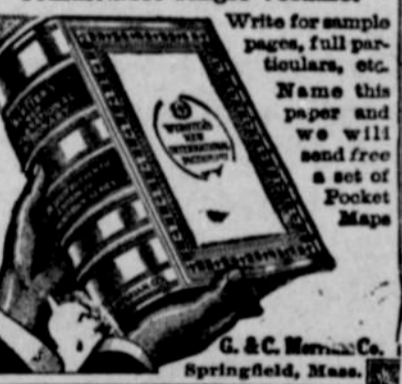 Write for sample
pages, full par-
ticulars, etc.
Name this
paper and
we will
send free
a set of
Pocket
Maps
WEBSTER'S
NEW
INTERNATIONAL
DICTIONARY
G. & C. Co.
Springfield, Mass.